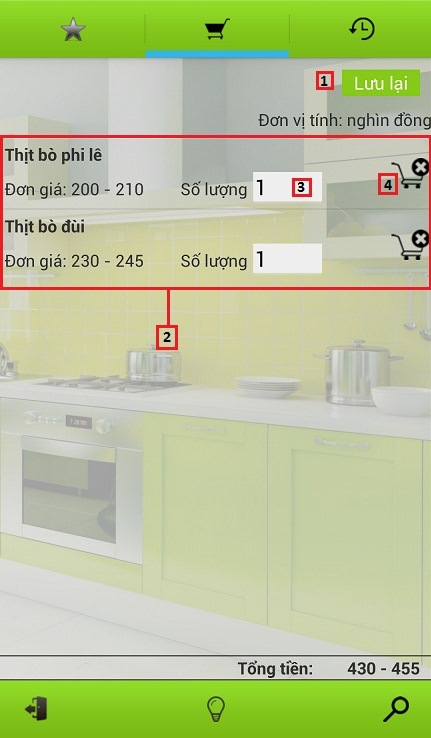 1 Lưu lại
Đơn vị tính: nghìn đồng
Thịt bò phi lê
Đơn giá: 200 - 210 Số lượng 1 3 4
Thịt bò đùi
Đơn giá: 230 - 245 Số lượng 1
2
Tổng tiền: 430 - 455